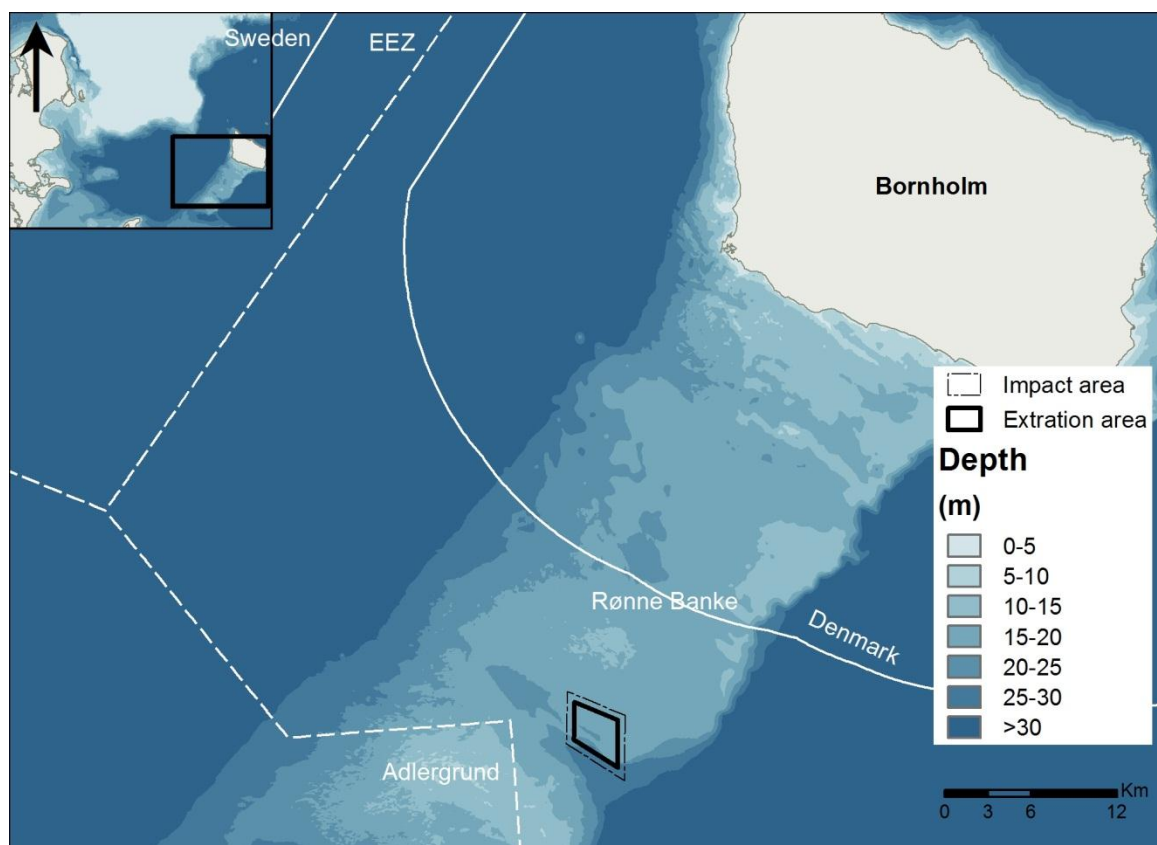 Sweden
EEZ
Bornholm
Impact area
Extration area
Depth
(m)
0-5
5-10
10-15
15-20
20-25
25-30
>30
Rønne Banke
Denmark
Adlergrund
Km
0 3 6 12